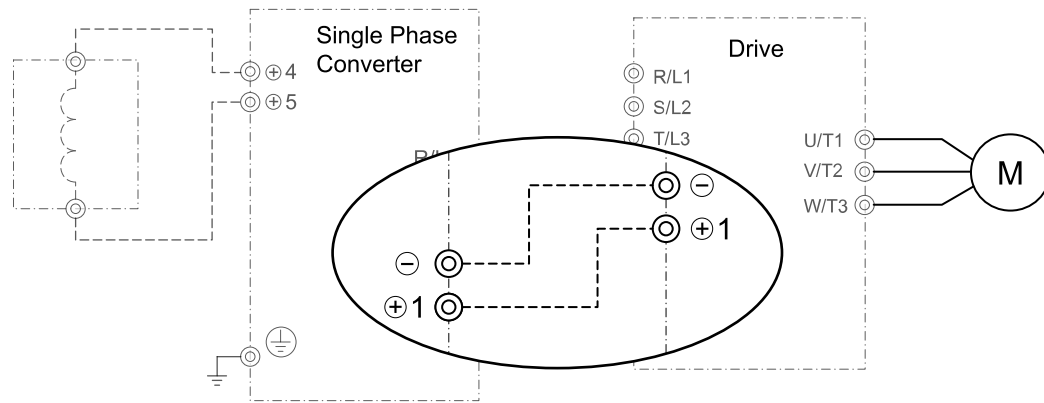 Single Phase
Converter
Drive
⊕4
⊕5
R/L1
S/L2
T/L3
U/T1
V/T2
W/T3
M
⊖
⊕1
⊖
⊕1